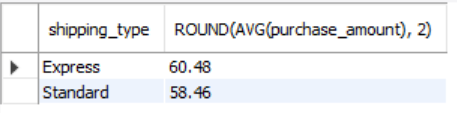 shipping_type ROUND(AVG(purchase_amount), 2)
Express 60.48
Standard 58.46